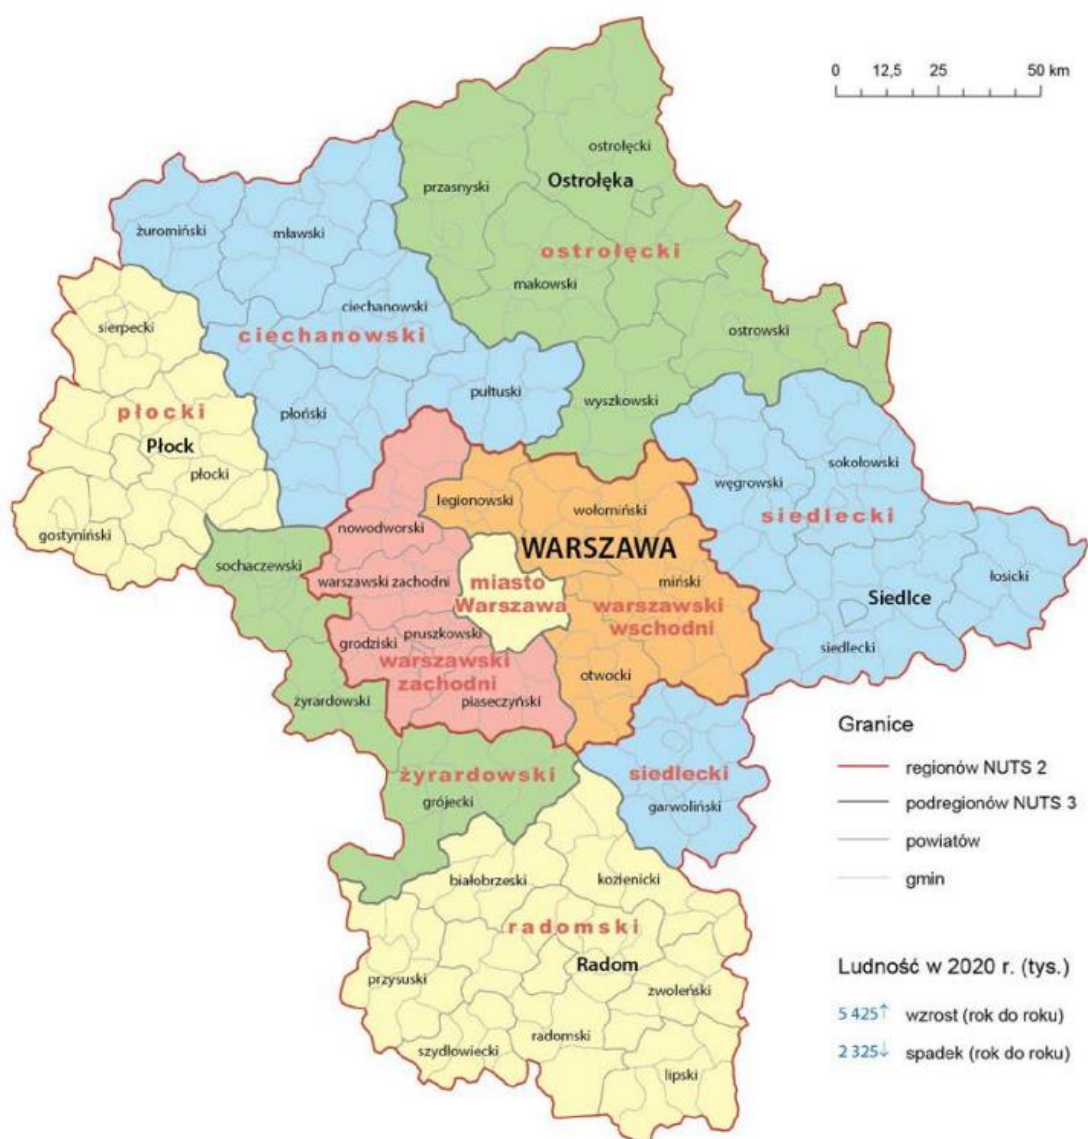 0 12,5 25 50 km
ostrołęcki
Ostrołęka
przasnyski
żuromiński
mławski
ostrołęcki
makowski
ciechanowski
sierpecki
ciechanowski
ostrowski
pułtuski
wyszkowski
płocki
płoński
Płock
płocki
sokołowski
węgrowski
legionowski
wołomiński
siedlecki
gostyniński
nowodworski
WARSZAWA
sochaczewski
warszawski zachodni
miasto
Warszawa
miński
łosicki
Siedlce
warszawski
wschodni
pruszkowski
grodziski
siedlecki
warszawski
zachodni
otwocki
żyrardowski
piaseczyński
Granice
regionów NUTS 2
podregionów NUTS 3
powiatów
gmin
żyrardowski
siedlecki
grójecki
garwoliński
białobrzeski
kozienicki
radomski
Radom
przysuski
zwoleński
radomski
szydłowiecki
lipski
Ludność w 2020 r. (tys.)
5 425↑ wzrost (rok do roku)
2 325↓ spadek (rok do roku)